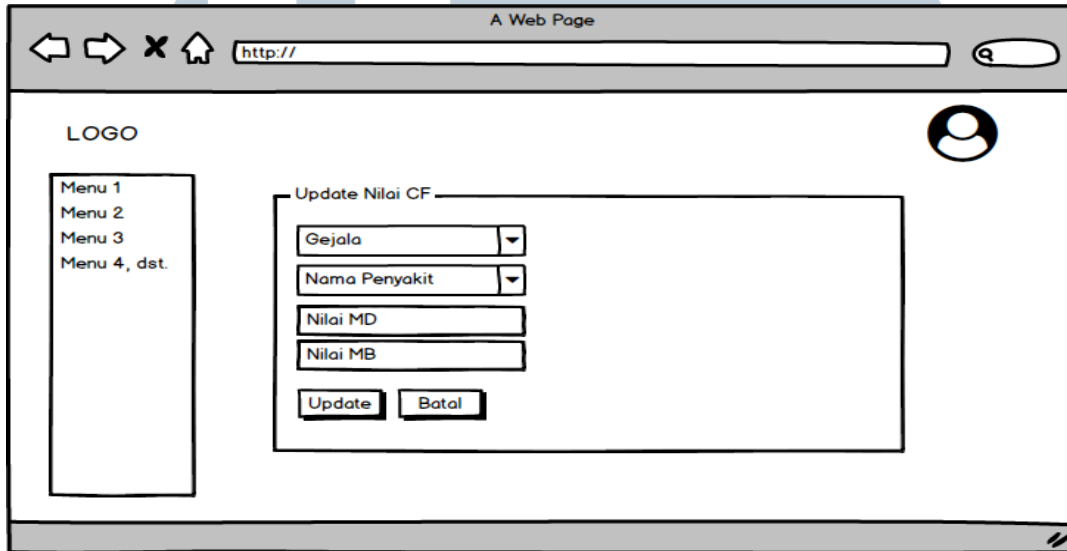 A Web Page
http://
LOGO
Menu 1
Menu 2
Menu 3
Menu 4, dst.
Update Nilai CF
Gejala
Nama Penyakit
Nilai MD
Nilai MB
Update Batal